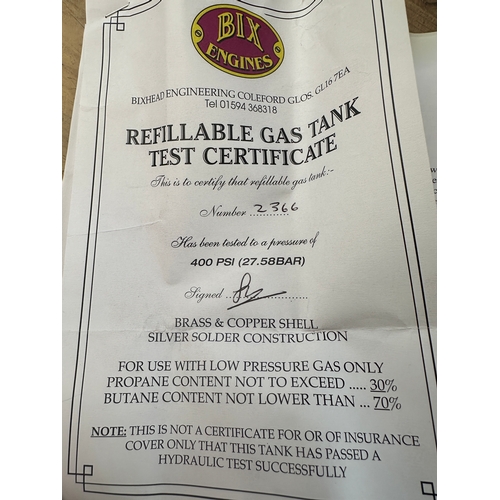 BIX
ENGINES
BIXHEAD ENGINEERING COLEFORD GLOS. GL16 7EA
Tel 01594 368318
REFILLABLE GAS TANK
TEST CERTIFICATE
This is to certify that refillable gas tank:-
Number ............ 2366
Has been tested to a pressure of
400 PSI (27.58BAR)
Signed ..................
BRASS & COPPER SHELL
SILVER SOLDER CONSTRUCTION
FOR USE WITH LOW PRESSURE GAS ONLY
PROPANE CONTENT NOT TO EXCEED ..... 30%
BUTANE CONTENT NOT LOWER THAN ... 70%
NOTE: THIS IS NOT A CERTIFICATE FOR OR OF INSURANCE
COVER ONLY THAT THIS TANK HAS PASSED A
HYDRAULIC TEST SUCCESSFULLY